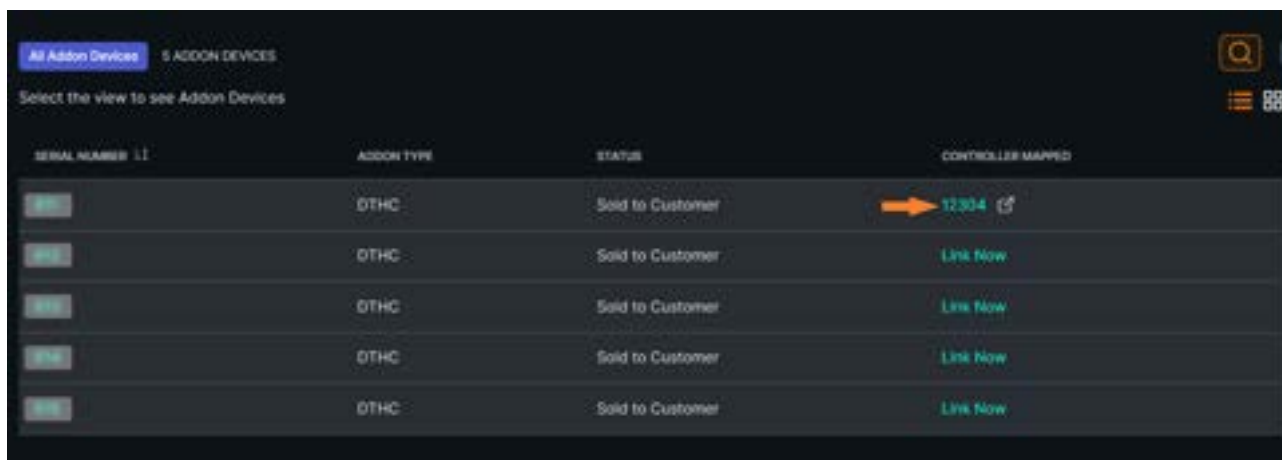 All Addon Devices 5 ADDON DEVICES
Select the view to see Addon Devices
SERIAL NUMBER ADDON TYPE STATUS CONTROLLER MAPPED
DTHC Sold to Customer 12304
DTHC Sold to Customer Link Now
DTHC Sold to Customer Link Now
DTHC Sold to Customer Link Now
DTHC Sold to Customer Link Now